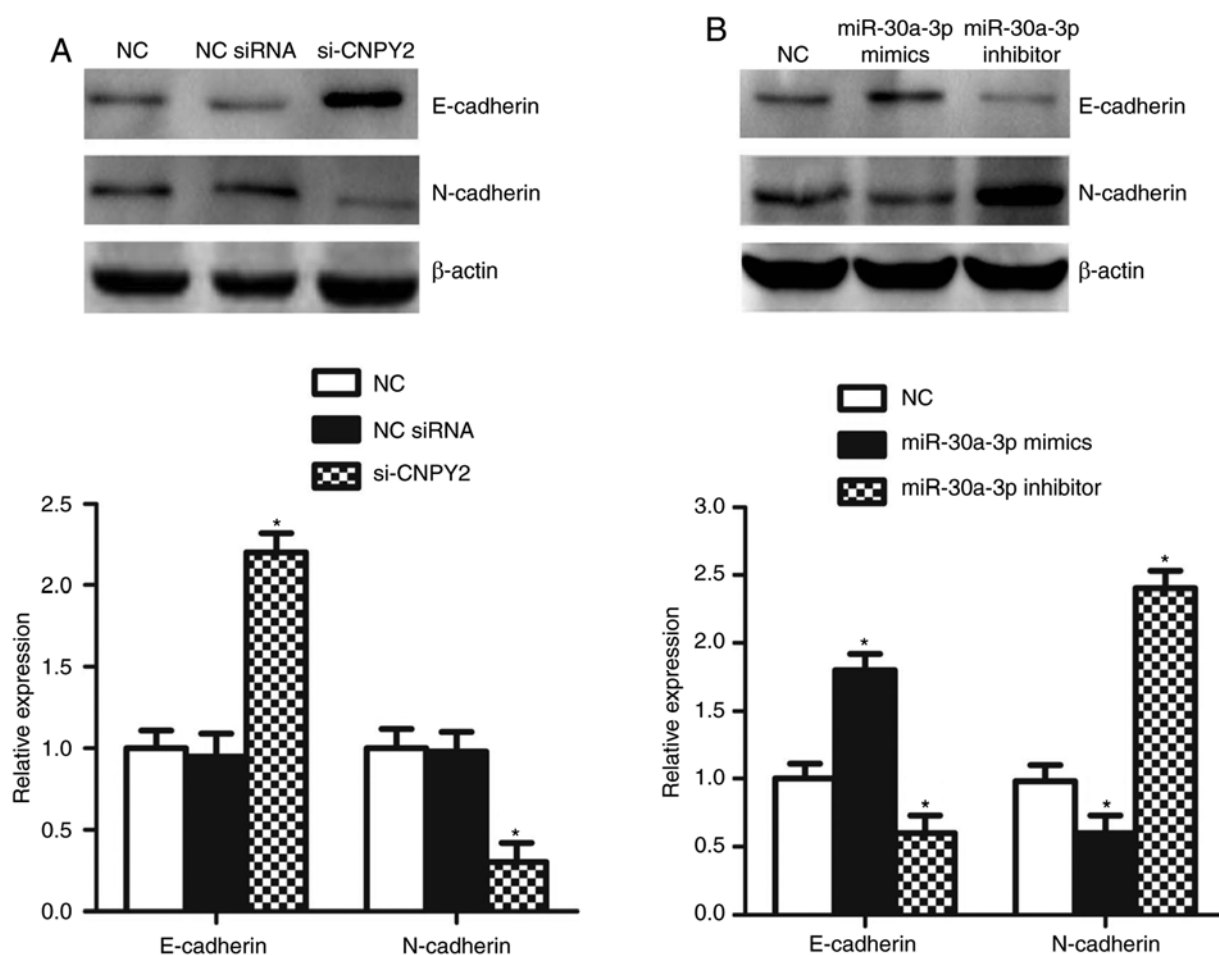 A
NC NC siRNA si-CNPY2
E-cadherin
N-cadherin
β-actin
NC
NC siRNA
si-CNPY2
2.5
2.0
1.5
1.0
0.5
0.0
Relative expression
*
*
E-cadherin N-cadherin
B
NC miR-30a-3p mimics miR-30a-3p inhibitor
E-cadherin
N-cadherin
β-actin
NC
miR-30a-3p mimics
miR-30a-3p inhibitor
3.0
2.5
2.0
1.5
1.0
0.5
0.0
Relative expression
*
*
*
*
E-cadherin N-cadherin